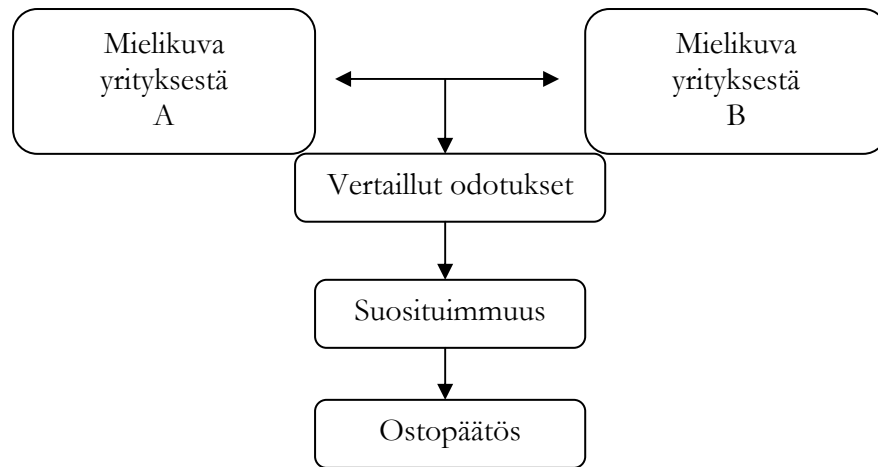 Mielikuva
yrityksestä
A
Mielikuva
yrityksestä
B
Vertaillut odotukset
Suosituimmuus
Ostopäätös